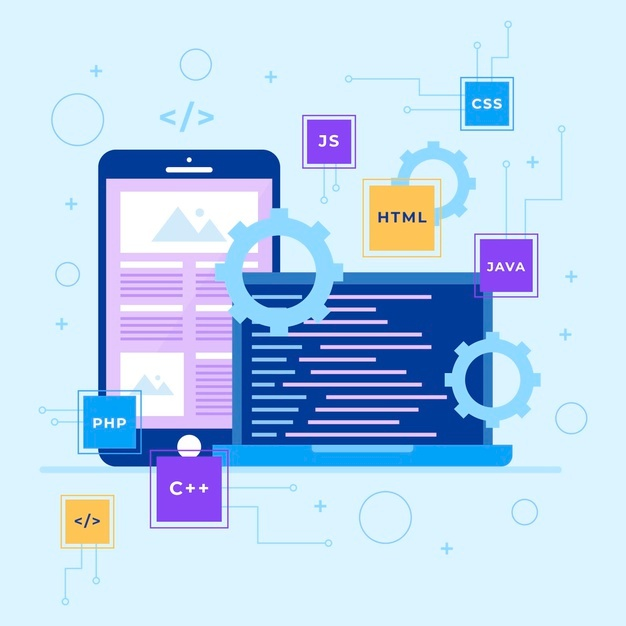 CSS
</>
JS
HTML
JAVA
PHP
C++
</>